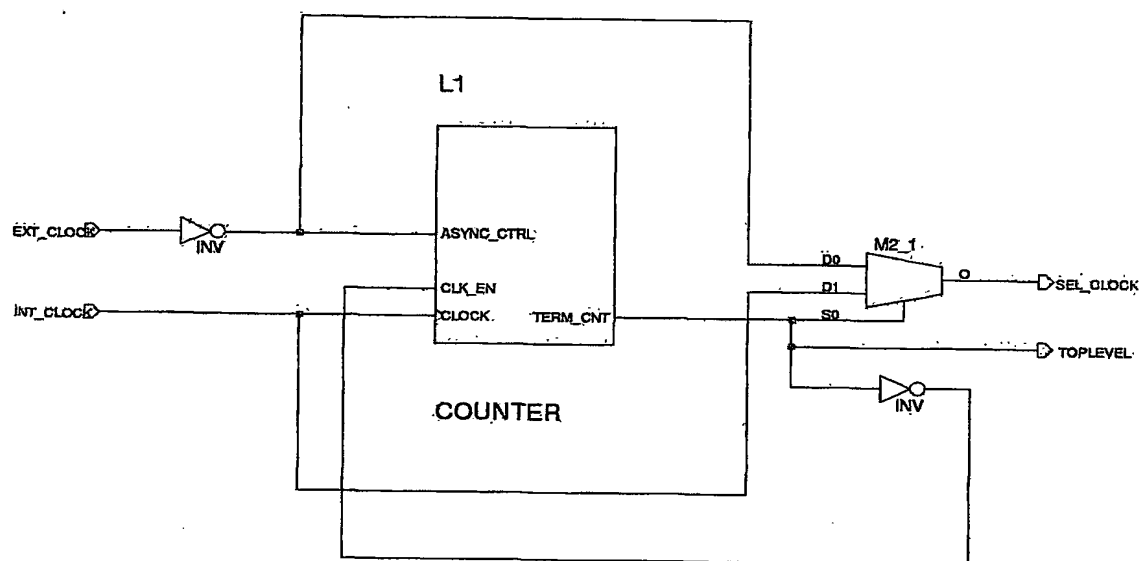 L1
EXT_CLOCK
INV
ASYNC_CTRL
M2_1
D0
O
SEL_CLOCK
CLK_EN
D1
INT_CLOCK
CLOCK
TERM_CNT
S0
TOPLEVEL
INV
COUNTER